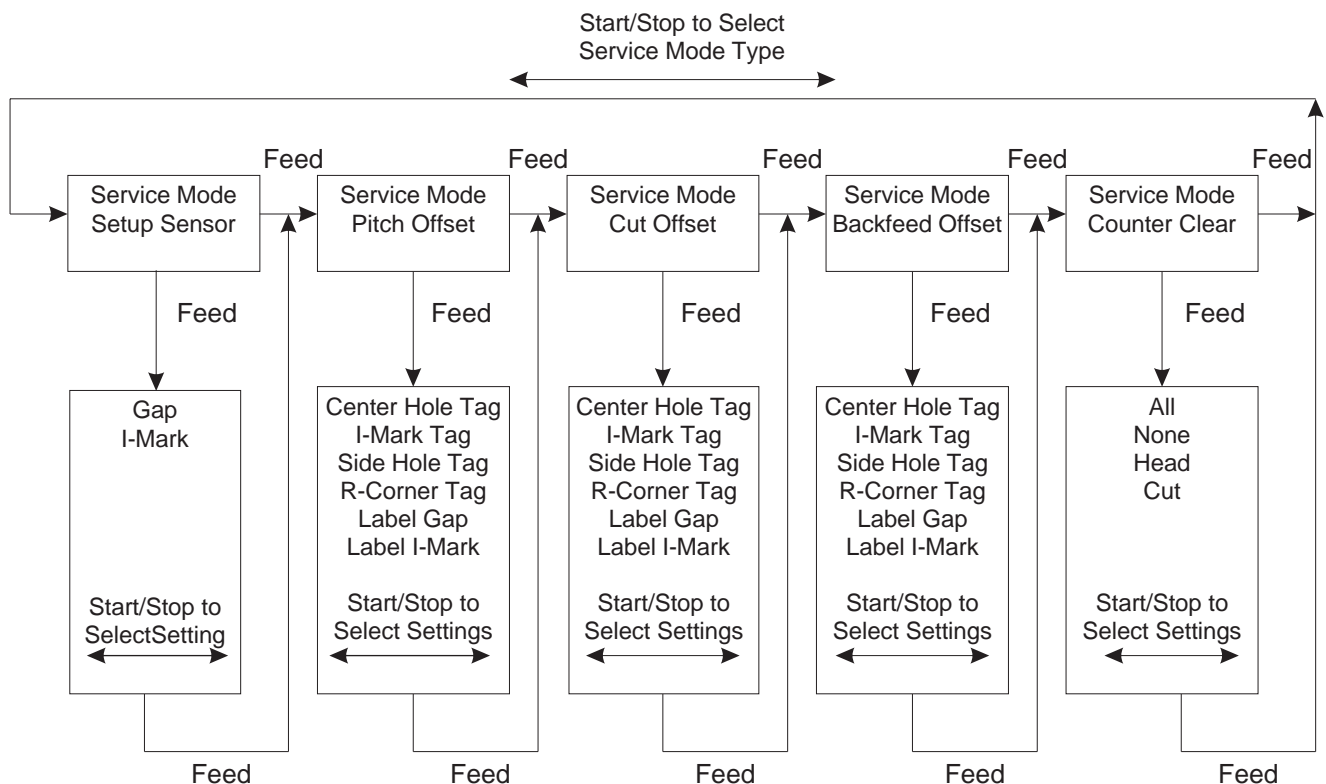 Start/Stop to Select
Service Mode Type
Feed
Feed
Feed
Feed
Feed
Service Mode
Setup Sensor
Service Mode
Pitch Offset
Service Mode
Cut Offset
Service Mode
Backfeed Offset
Service Mode
Counter Clear
Feed
Feed
Feed
Feed
Feed
Gap
I-Mark
Start/Stop to
SelectSetting
Center Hole Tag
I-Mark Tag
Side Hole Tag
R-Corner Tag
Label Gap
Label I-Mark
Start/Stop to
Select Settings
Center Hole Tag
I-Mark Tag
Side Hole Tag
R-Corner Tag
Label Gap
Label I-Mark
Start/Stop to
Select Settings
Center Hole Tag
I-Mark Tag
Side Hole Tag
R-Corner Tag
Label Gap
Label I-Mark
Start/Stop to
Select Settings
All
None
Head
Cut
Start/Stop to
Select Settings
Feed
Feed
Feed
Feed
Feed